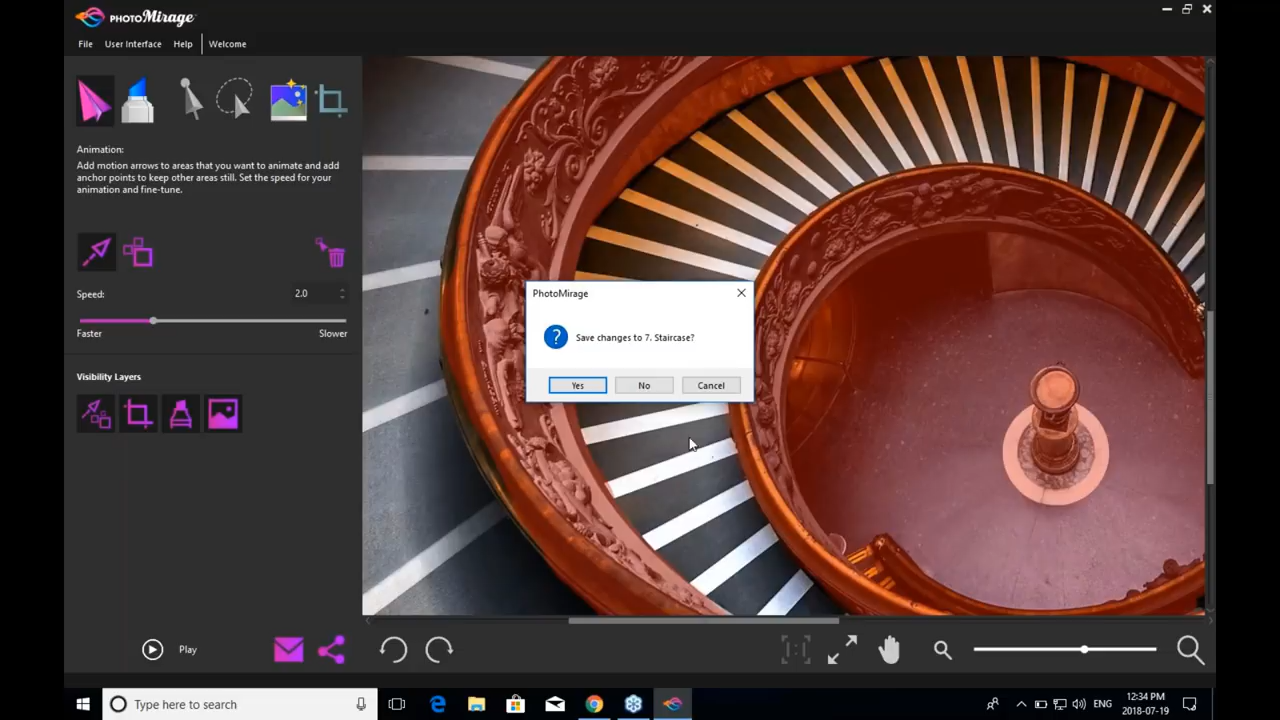 PHOTOMirage
File User Interface Help Welcome
Animation:
Add motion arrows to areas that you want to animate and add
anchor points to keep other areas still. Set the speed for your
animation and fine-tune.
Speed: 2.0
Faster Slower
Visibility Layers
Play
PhotoMirage
Save changes to 7. Staircase?
Yes No Cancel
Type here to search
ENG
12:34 PM
2018-07-19